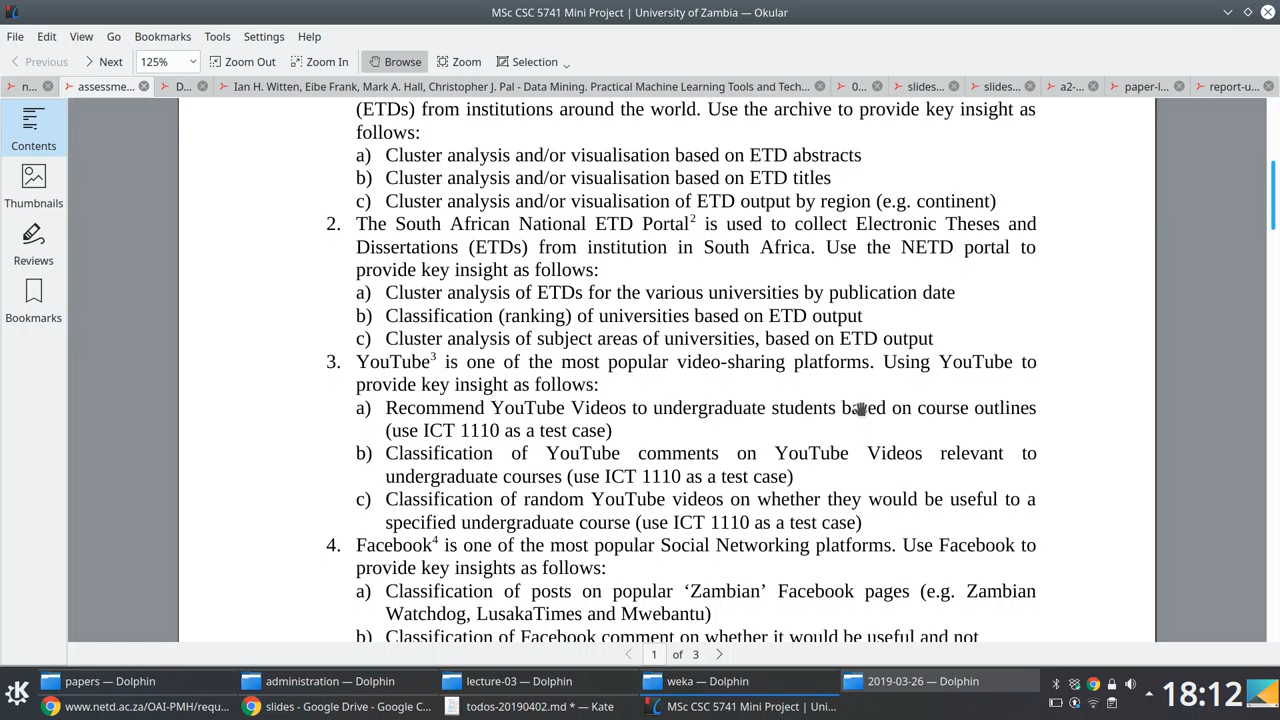 MSc CSC 5741 Mini Project | University of Zambia — Okular
File Edit View Go Bookmarks Tools Settings Help
Previous Next 125% Zoom Out Zoom In Browse Zoom Selection
n... assessme... D... Ian H. Witten, Eibe Frank, Mark A. Hall, Christopher J. Pal - Data Mining. Practical Machine Learning Tools and Tech... 0... slides... slides... a2-... paper-l... report-u...
Contents
Thumbnails
Reviews
Bookmarks
(ETDs) from institutions around the world. Use the archive to provide key insight as
follows:
a) Cluster analysis and/or visualisation based on ETD abstracts
b) Cluster analysis and/or visualisation based on ETD titles
c) Cluster analysis and/or visualisation of ETD output by region (e.g. continent)
2. The South African National ETD Portal2 is used to collect Electronic Theses and
Dissertations (ETDs) from institution in South Africa. Use the NETD portal to
provide key insight as follows:
a) Cluster analysis of ETDs for the various universities by publication date
b) Classification (ranking) of universities based on ETD output
c) Cluster analysis of subject areas of universities, based on ETD output
3. YouTube3 is one of the most popular video-sharing platforms. Using YouTube to
provide key insight as follows:
a) Recommend YouTube Videos to undergraduate students based on course outlines
(use ICT 1110 as a test case)
b) Classification of YouTube comments on YouTube Videos relevant to
undergraduate courses (use ICT 1110 as a test case)
c) Classification of random YouTube videos on whether they would be useful to a
specified undergraduate course (use ICT 1110 as a test case)
4. Facebook4 is one of the most popular Social Networking platforms. Use Facebook to
provide key insights as follows:
a) Classification of posts on popular ‘Zambian’ Facebook pages (e.g. Zambian
Watchdog, LusakaTimes and Mwebantu)
b) Classification of Facebook comment on whether it would be useful and not
1 of 3
papers — Dolphin administration — Dolphin lecture-03 — Dolphin weka — Dolphin 2019-03-26 — Dolphin
www.netd.ac.za/OAI-PMH/requ... slides - Google Drive - Google C... todos-20190402.md * — Kate MSc CSC 5741 Mini Project | Uni...
18:12